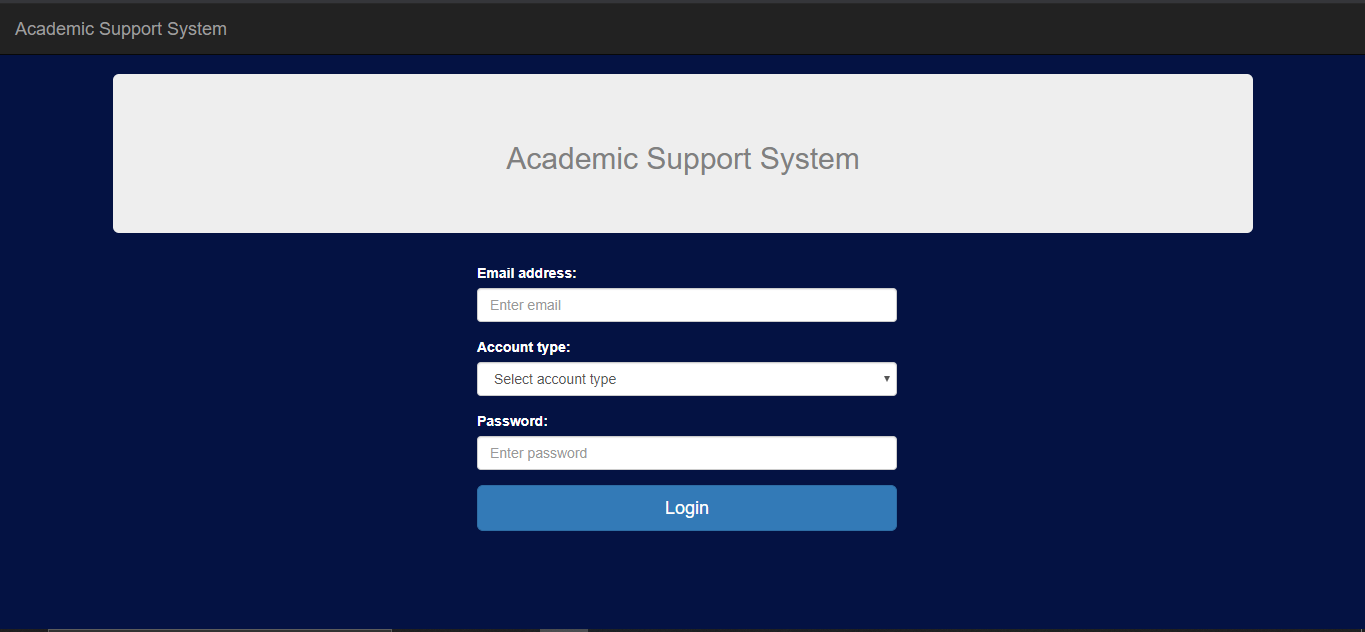 Academic Support System
Academic Support System
Email address:
Enter email
Account type:
Select account type
Password:
Enter password
Login